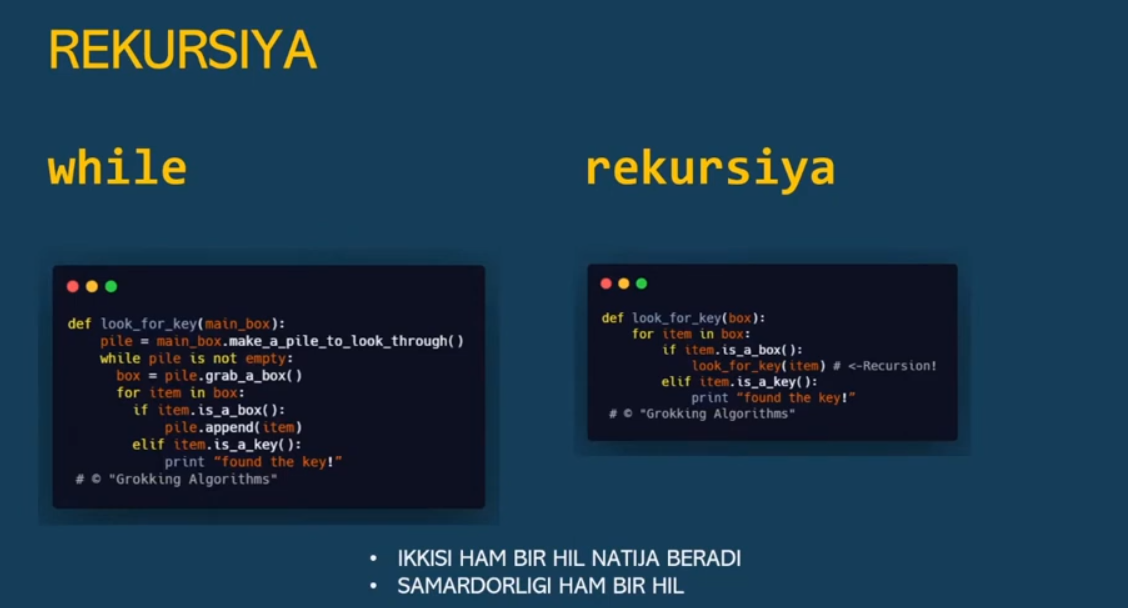 REKURSIYA
while
def look_for_key(main_box):
    pile = main_box.make_a_pile_to_look_through()
    while pile is not empty:
      box = pile.grab_a_box()
      for item in box:
        if item.is_a_box():
            pile.append(item)
        elif item.is_a_key():
            print “found the key!”
 # © "Grokking Algorithms"
rekursiya
def look_for_key(box):
    for item in box:
        if item.is_a_box():
            look_for_key(item) # <-Recursion!
        elif item.is_a_key():
            print “found the key!”
 # © "Grokking Algorithms"
• IKKISI HAM BIR HIL NATIJA BERADI
• SAMARDORLIGI HAM BIR HIL